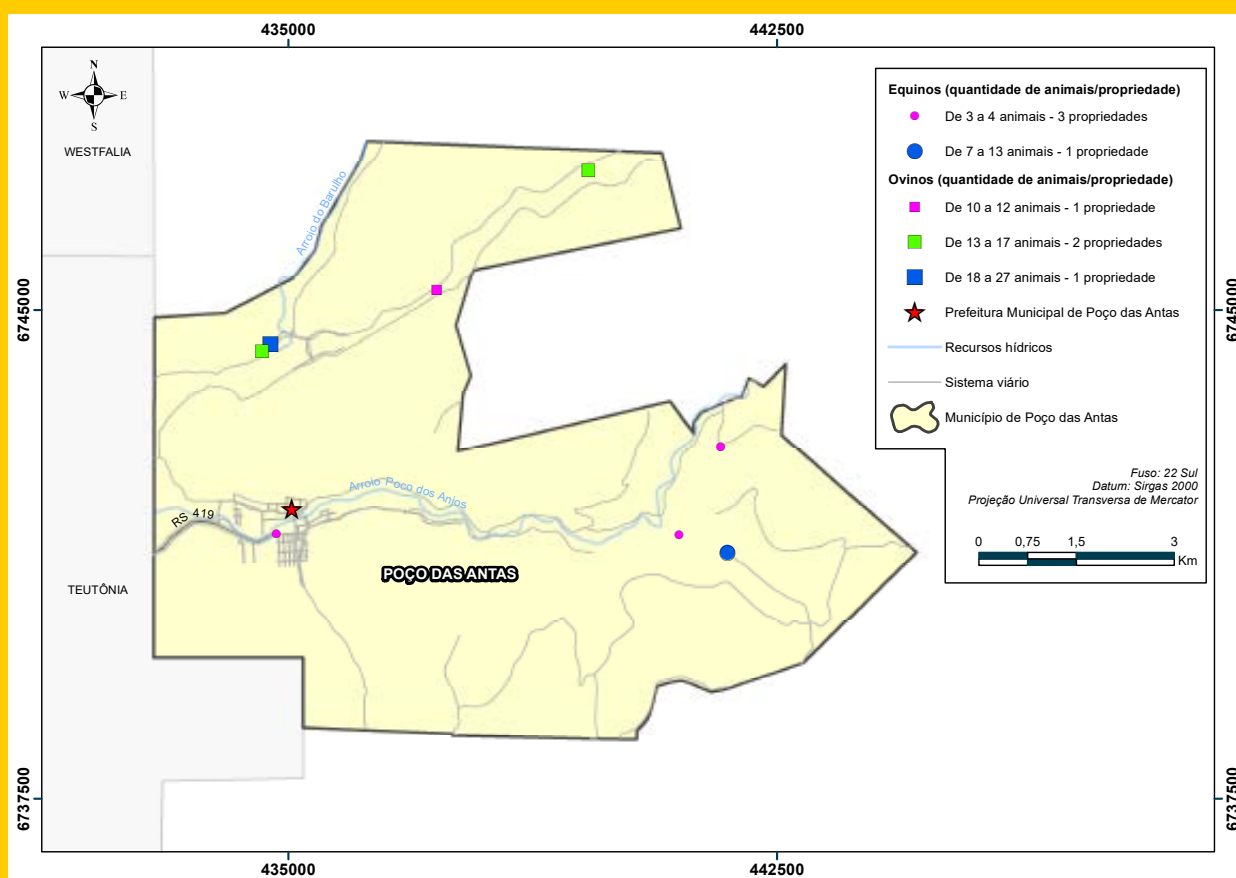 435000
442500
N
W
E
S
WESTFALIA
Equinos (quantidade de animais/propriedade)
De 3 a 4 animais - 3 propriedades
De 7 a 13 animais - 1 propriedade
Ovinos (quantidade de animais/propriedade)
De 10 a 12 animais - 1 propriedade
De 13 a 17 animais - 2 propriedades
De 18 a 27 animais - 1 propriedade
Prefeitura Municipal de Poço das Antas
Recursos hídricos
Sistema viário
Município de Poço das Antas
Arroio do Barulho
6745000
6745000
Fuso: 22 Sul
Datum: Sirgas 2000
Projeção Universal Transversa de Mercator
0 0,75 1,5 3
Km
Arroio Poco dos Anjos
RS 419
POÇO DAS ANTAS
TEUTÔNIA
6737500
6737500
435000
442500